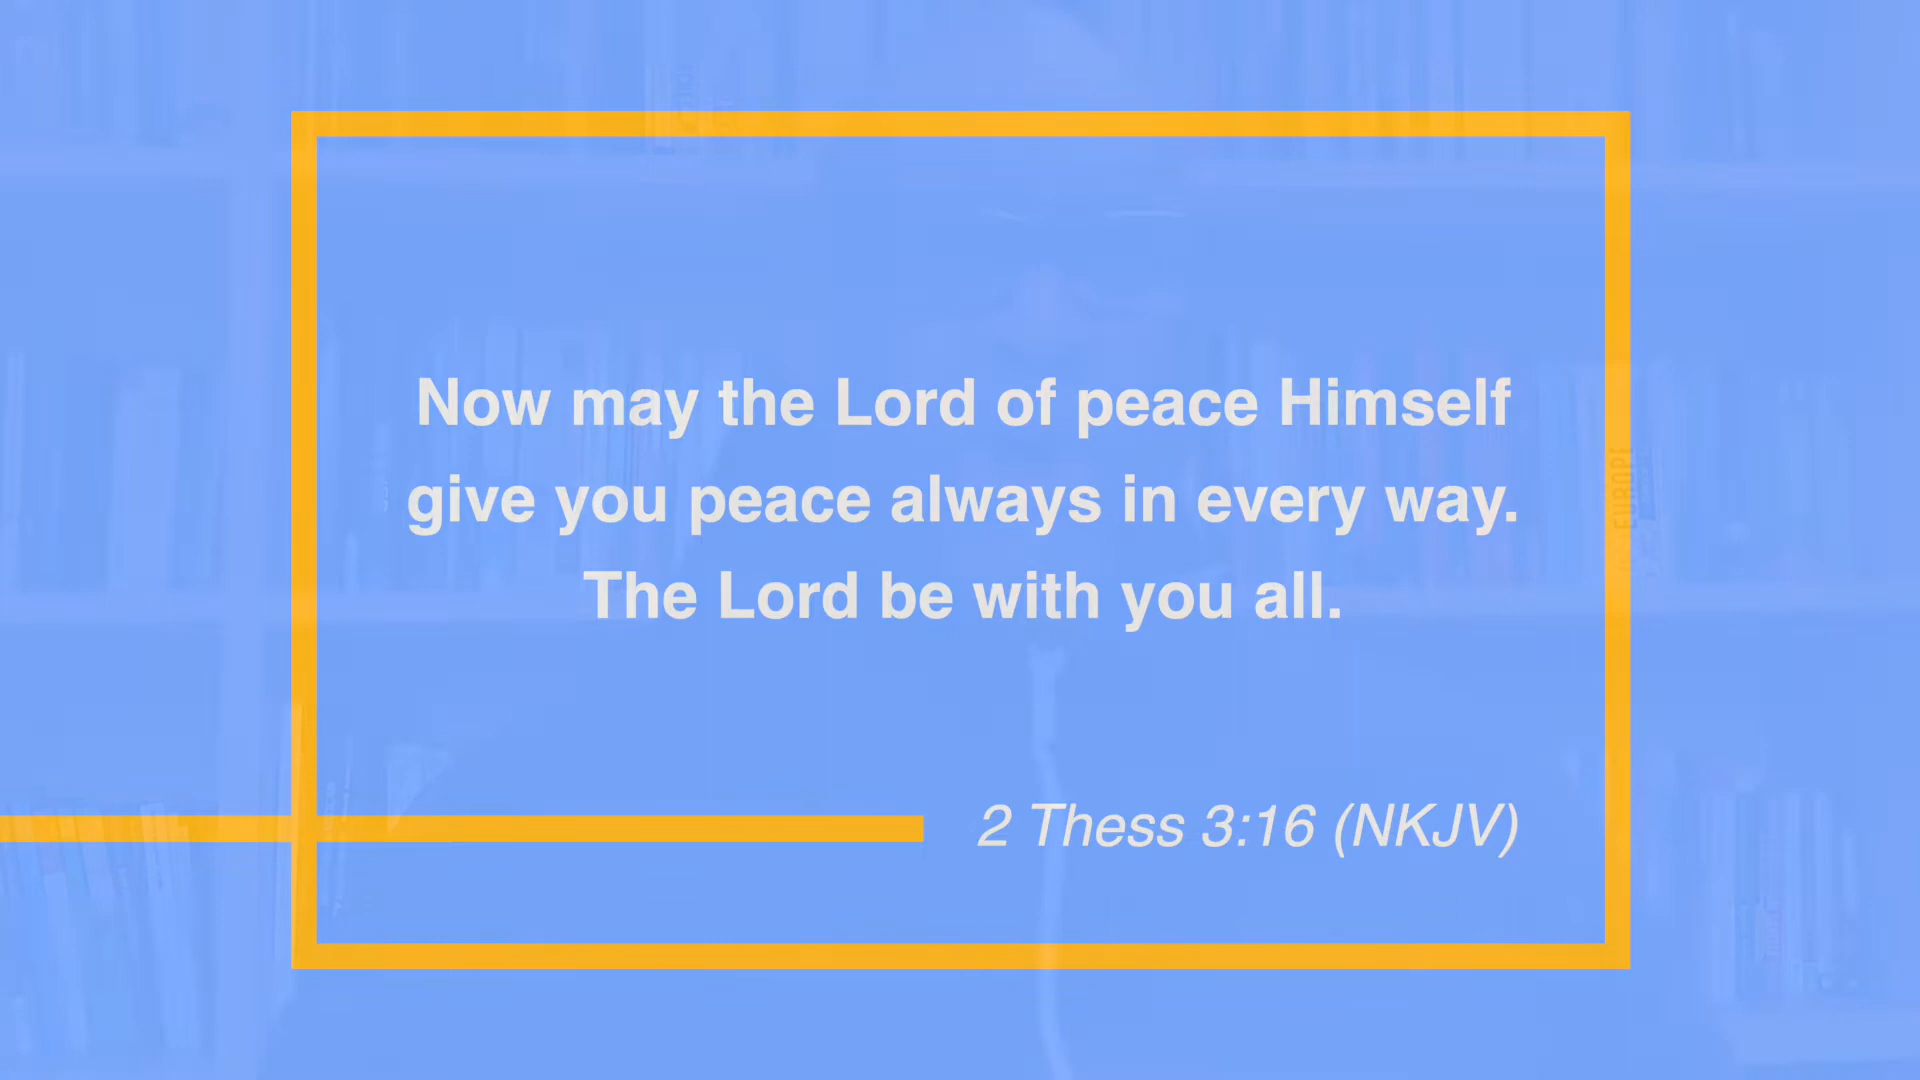 Now may the Lord of peace Himself
give you peace always in every way.
The Lord be with you all.
2 Thess 3:16 (NKJV)
EUROPE